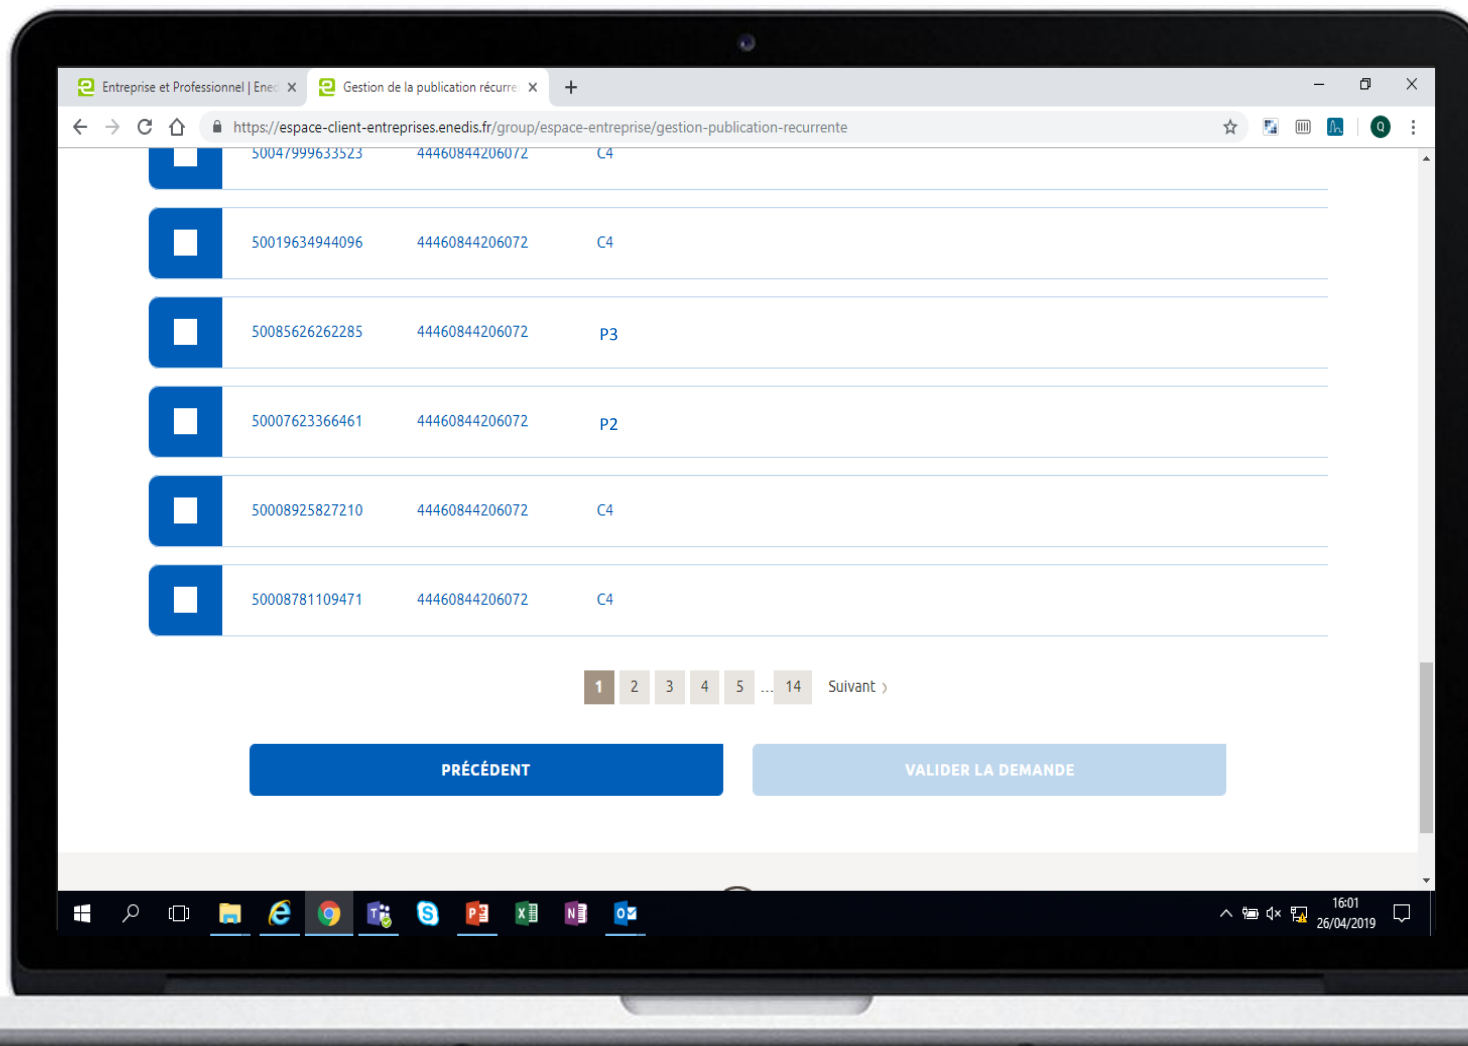 Entreprise et Professionnel | Ened
Gestion de la publication récurre
https://espace-client-entreprises.enedis.fr/group/espace-entreprise/gestion-publication-recurrente
Q
50047999633523 44460844206072 C4
50019634944096 44460844206072 C4
50085626262285 44460844206072 P3
50007623366461 44460844206072 P2
50008925827210 44460844206072 C4
50008781109471 44460844206072 C4
1 2 3 4 5 ... 14 Suivant ›
PRÉCÉDENT VALIDER LA DEMANDE
16:01
26/04/2019